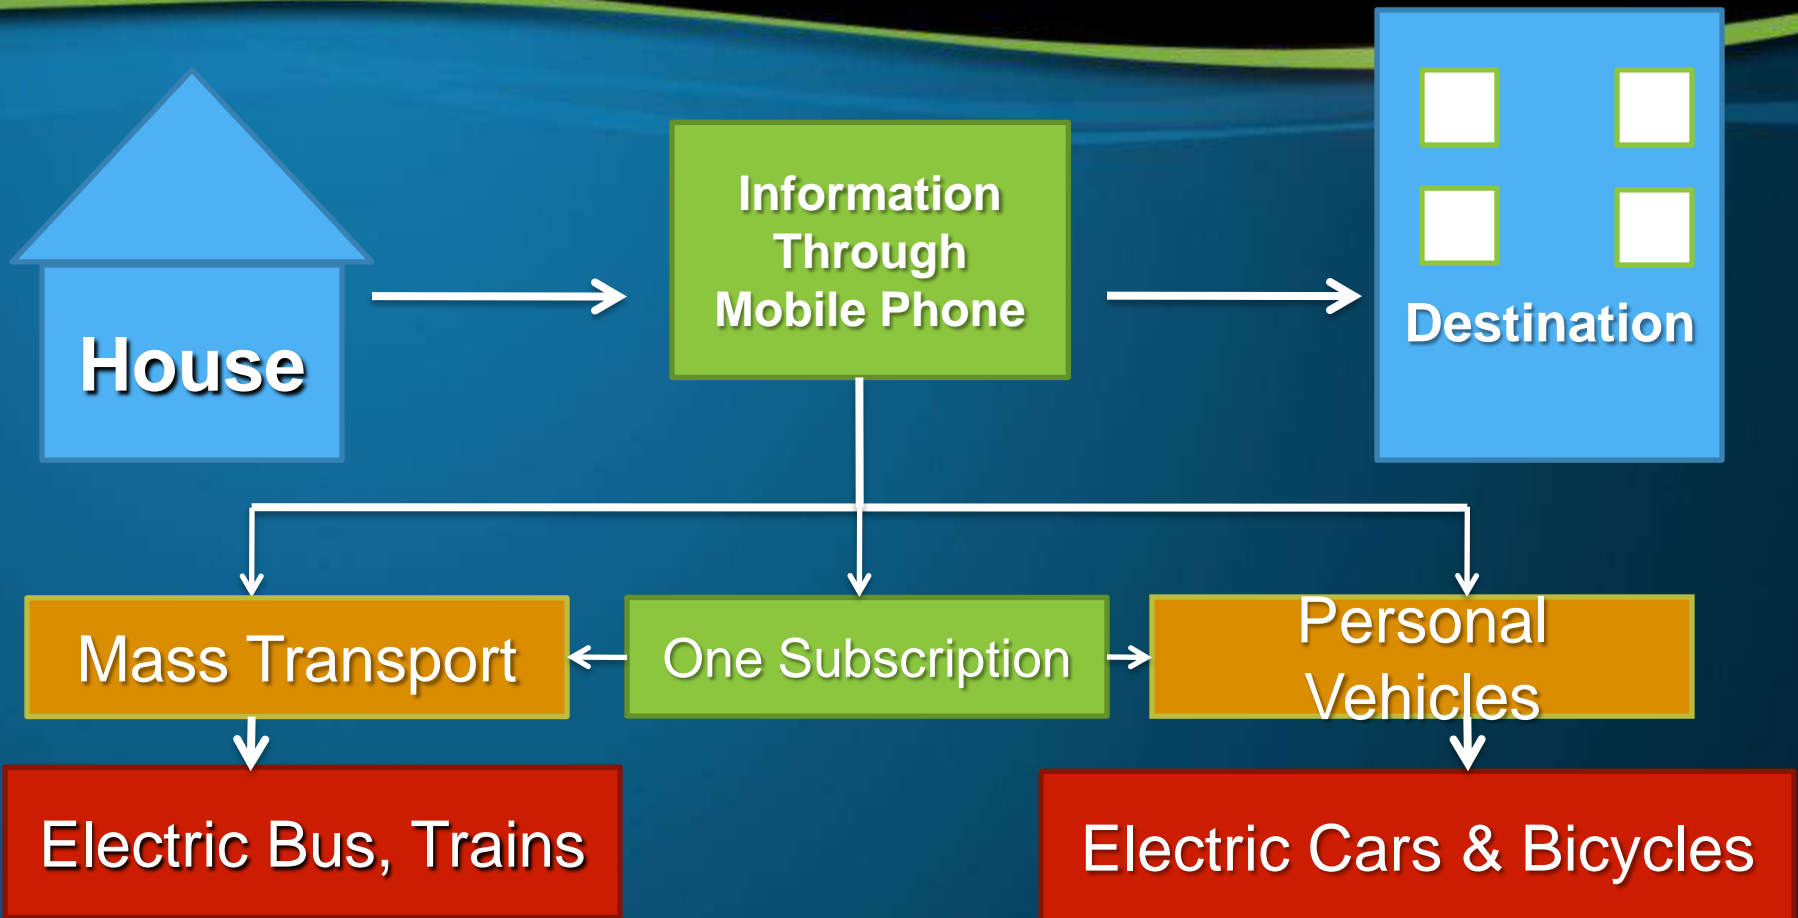 House
Information
Through
Mobile Phone
Destination
Mass Transport
One Subscription
Personal
Vehicles
Electric Bus, Trains
Electric Cars & Bicycles